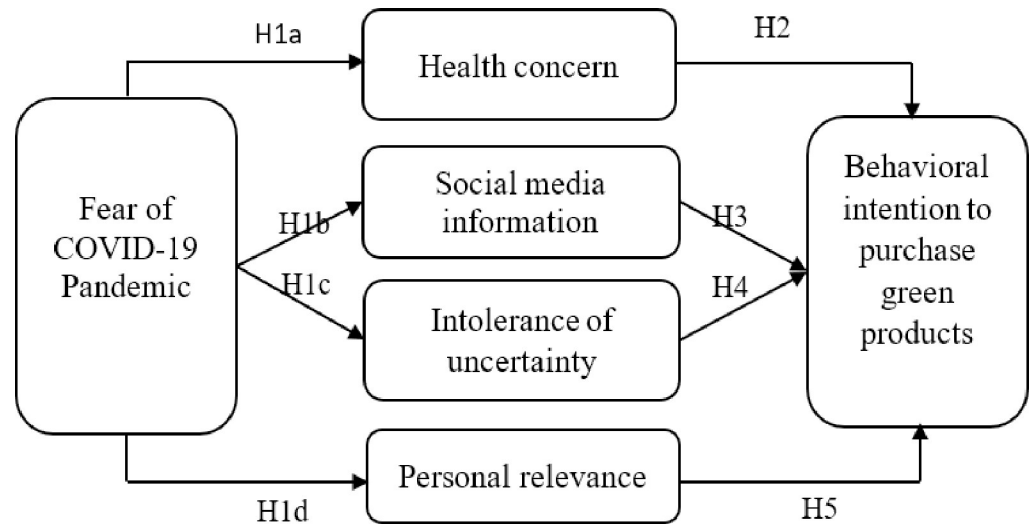 H1a
Health concern
H2
Fear of
COVID-19
Pandemic
H1b
Social media
information
H3
Behavioral
intention to
purchase
green
products
H1c
Intolerance of
uncertainty
H4
H1d
Personal relevance
H5